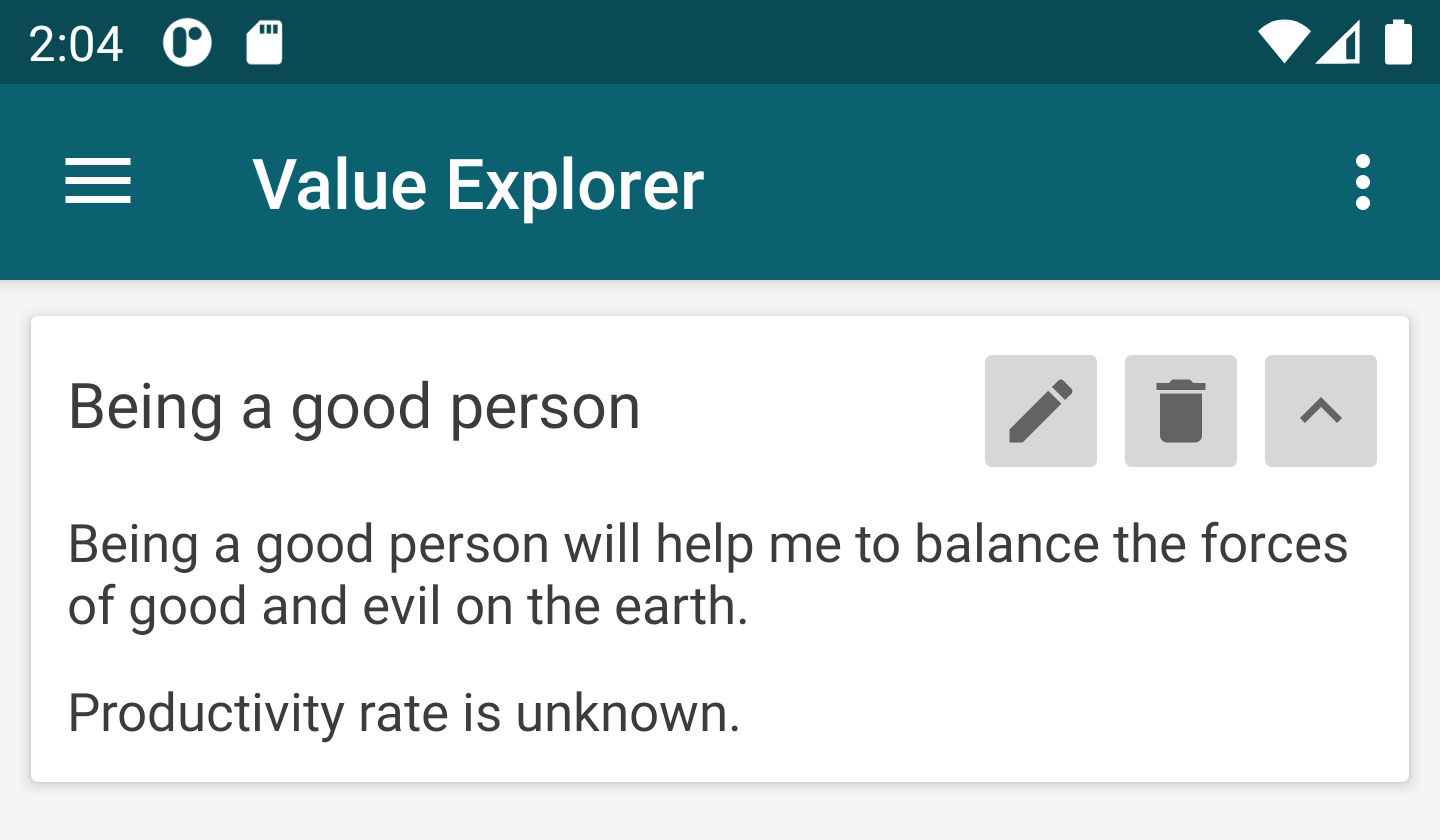 2:04
Value Explorer
Being a good person
Being a good person will help me to balance the forces
of good and evil on the earth.
Productivity rate is unknown.